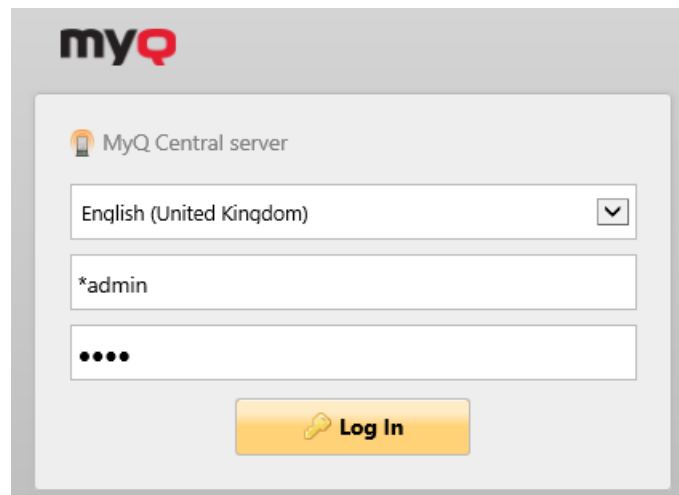 myQ
MyQ Central server
English (United Kingdom)
*admin
••••
Log In